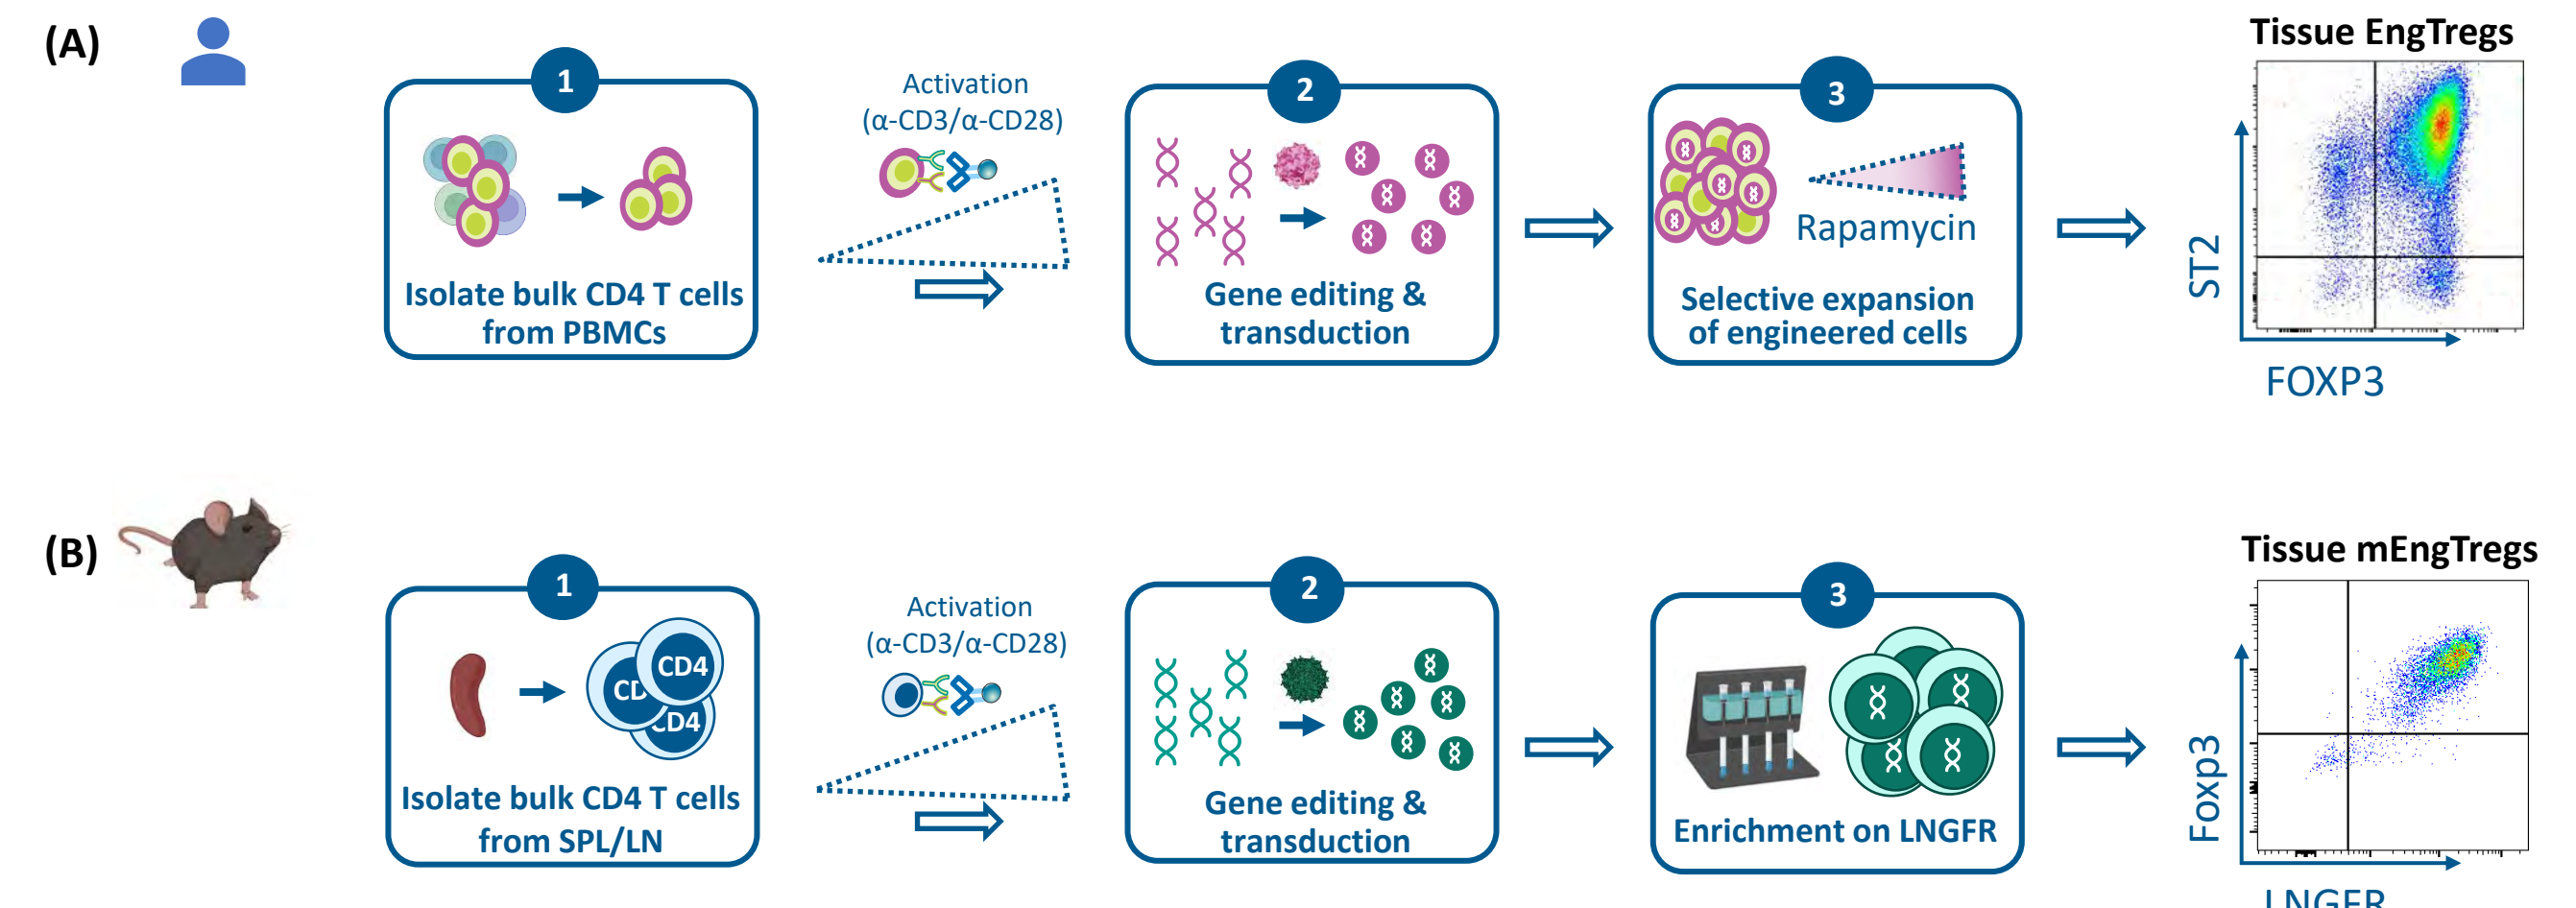 (A)
1
Isolate bulk CD4 T cells
from PBMCs
Activation
(α-CD3/α-CD28)
2
Gene editing &
transduction
3
Rapamycin
Selective expansion
of engineered cells
Tissue EngTregs
ST2
FOXP3
(B)
1
CD4
CD
CD4
Isolate bulk CD4 T cells
from SPL/LN
Activation
(α-CD3/α-CD28)
2
Gene editing &
transduction
3
Enrichment on LNGFR
Tissue mEngTregs
Foxp3
LNGFR